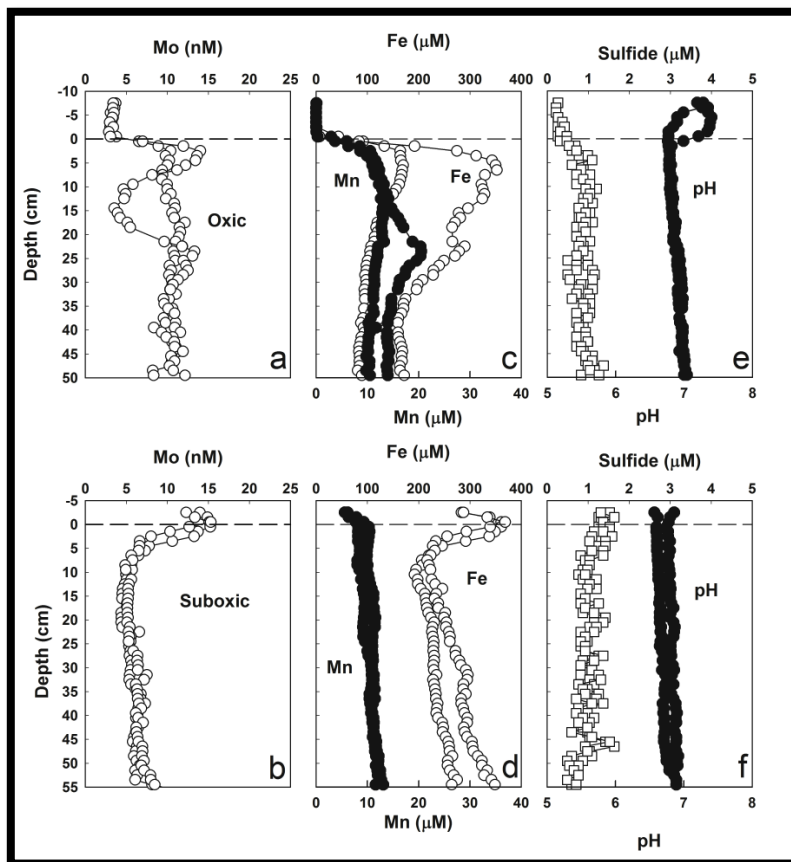 Mo (nM)
0 5 10 15 20 25
Fe (μM)
0 100 200 300 400
Sulfide (μM)
0 1 2 3 4 5
Depth (cm)
-10
-5
0
5
10
15
20
25
30
35
40
45
50
Oxic
a
Mn
Fe
c
0 10 20 30 40
Mn (μM)
pH
e
5 6 7 8
pH
Mo (nM)
0 5 10 15 20 25
Fe (μM)
0 100 200 300 400
Sulfide (μM)
0 1 2 3 4 5
Depth (cm)
-5
0
5
10
15
20
25
30
35
40
45
50
55
Suboxic
b
Mn
Fe
d
0 10 20 30 40
Mn (μM)
pH
f
5 6 7 8
pH